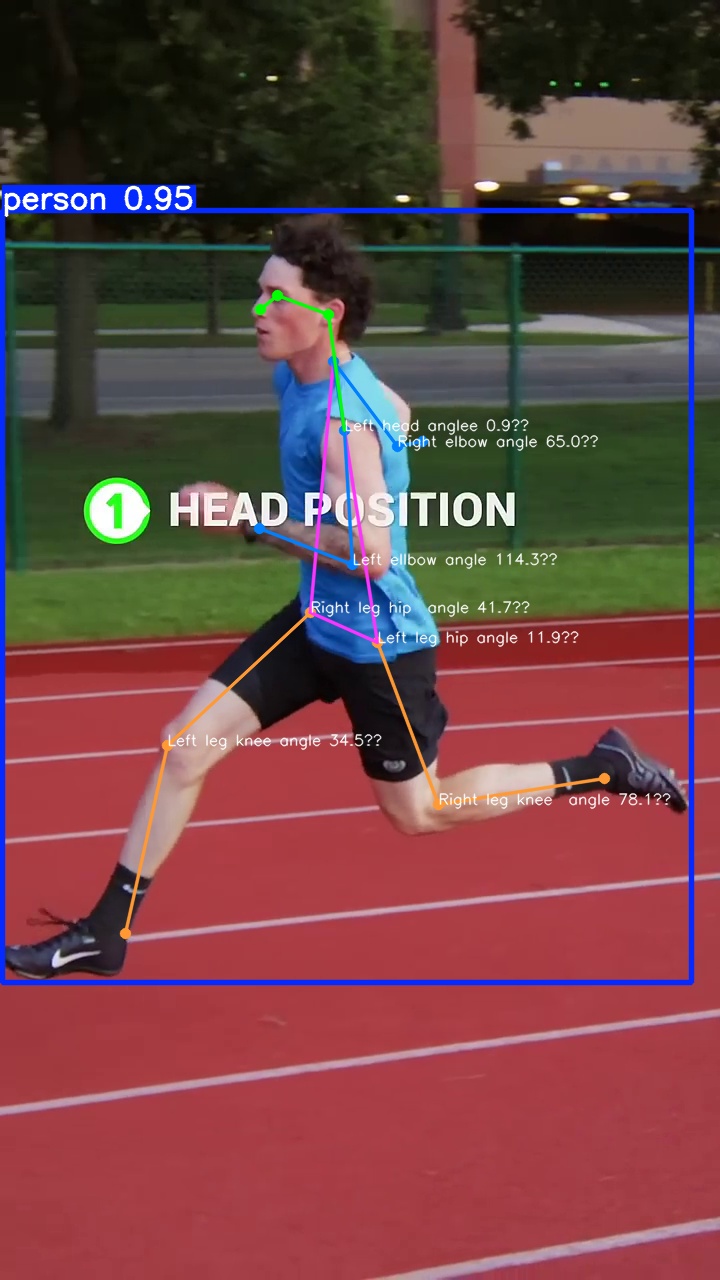 person 0.95
PARK
Left head anglee 0.9??
Right elbow angle 65.0??
1 HEAD POSITION
Left ellbow angle 114.3??
Right leg hip  angle 41.7??
Left leg hip angle 11.9??
Left leg knee angle 34.5??
Right leg knee  angle 78.1??